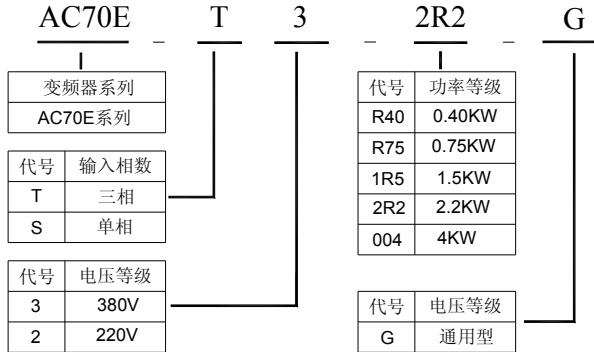 AC70E - T 3 - 2R2 - G
变频器系列
AC70E系列
代号 输入相数
T 三相
S 单相
代号 电压等级
3 380V
2 220V
代号 功率等级
R40 0.40KW
R75 0.75KW
1R5 1.5KW
2R2 2.2KW
004 4KW
代号 电压等级
G 通用型